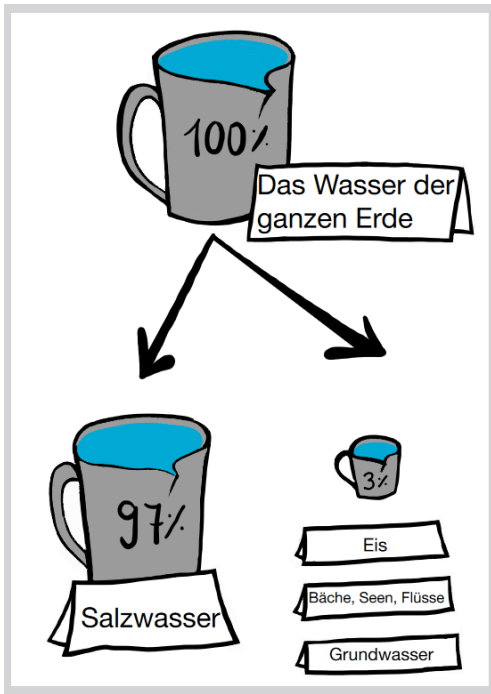 100%
Das Wasser der
ganzen Erde
97%
Salzwasser
3%
Eis
Bäche, Seen, Flüsse
Grundwasser